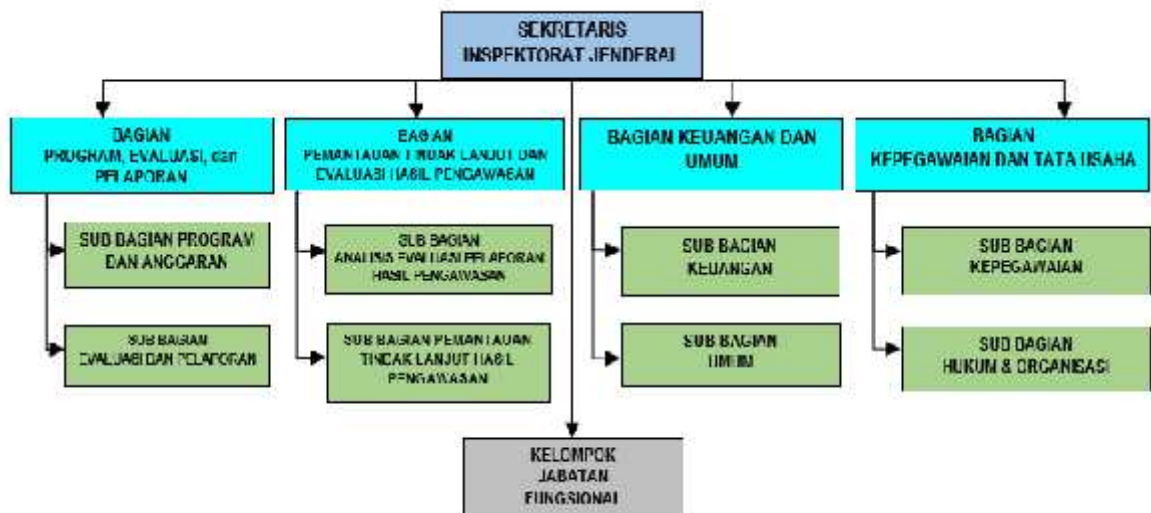 SEKRETARIS
INSPEKTORAT JENDERAL
BAGIAN
PROGRAM, EVALUASI, dan
PELAPORAN
BAGIAN
PEMANTAUAN TINDAK LANJUT DAN
EVALUASI HASIL PENGAWASAN
BAGIAN KEUANGAN DAN
UMUM
BAGIAN
KEPEGAWAIAN DAN TATA USAHA
SUB BAGIAN PROGRAM
DAN ANGGARAN
SUB BAGIAN
ANALISIS EVALUASI PELAPORAN
HASIL PENGAWASAN
SUB BAGIAN
KEUANGAN
SUB BAGIAN
KEPEGAWAIAN
SUB BAGIAN
EVALUASI DAN PELAPORAN
SUB BAGIAN PEMANTAUAN
TINDAK LANJUT HASIL
PENGAWASAN
SUB BAGIAN
UMUM
SUB BAGIAN
HUKUM & ORGANISASI
KELOMPOK
JABATAN
FUNGSIONAL